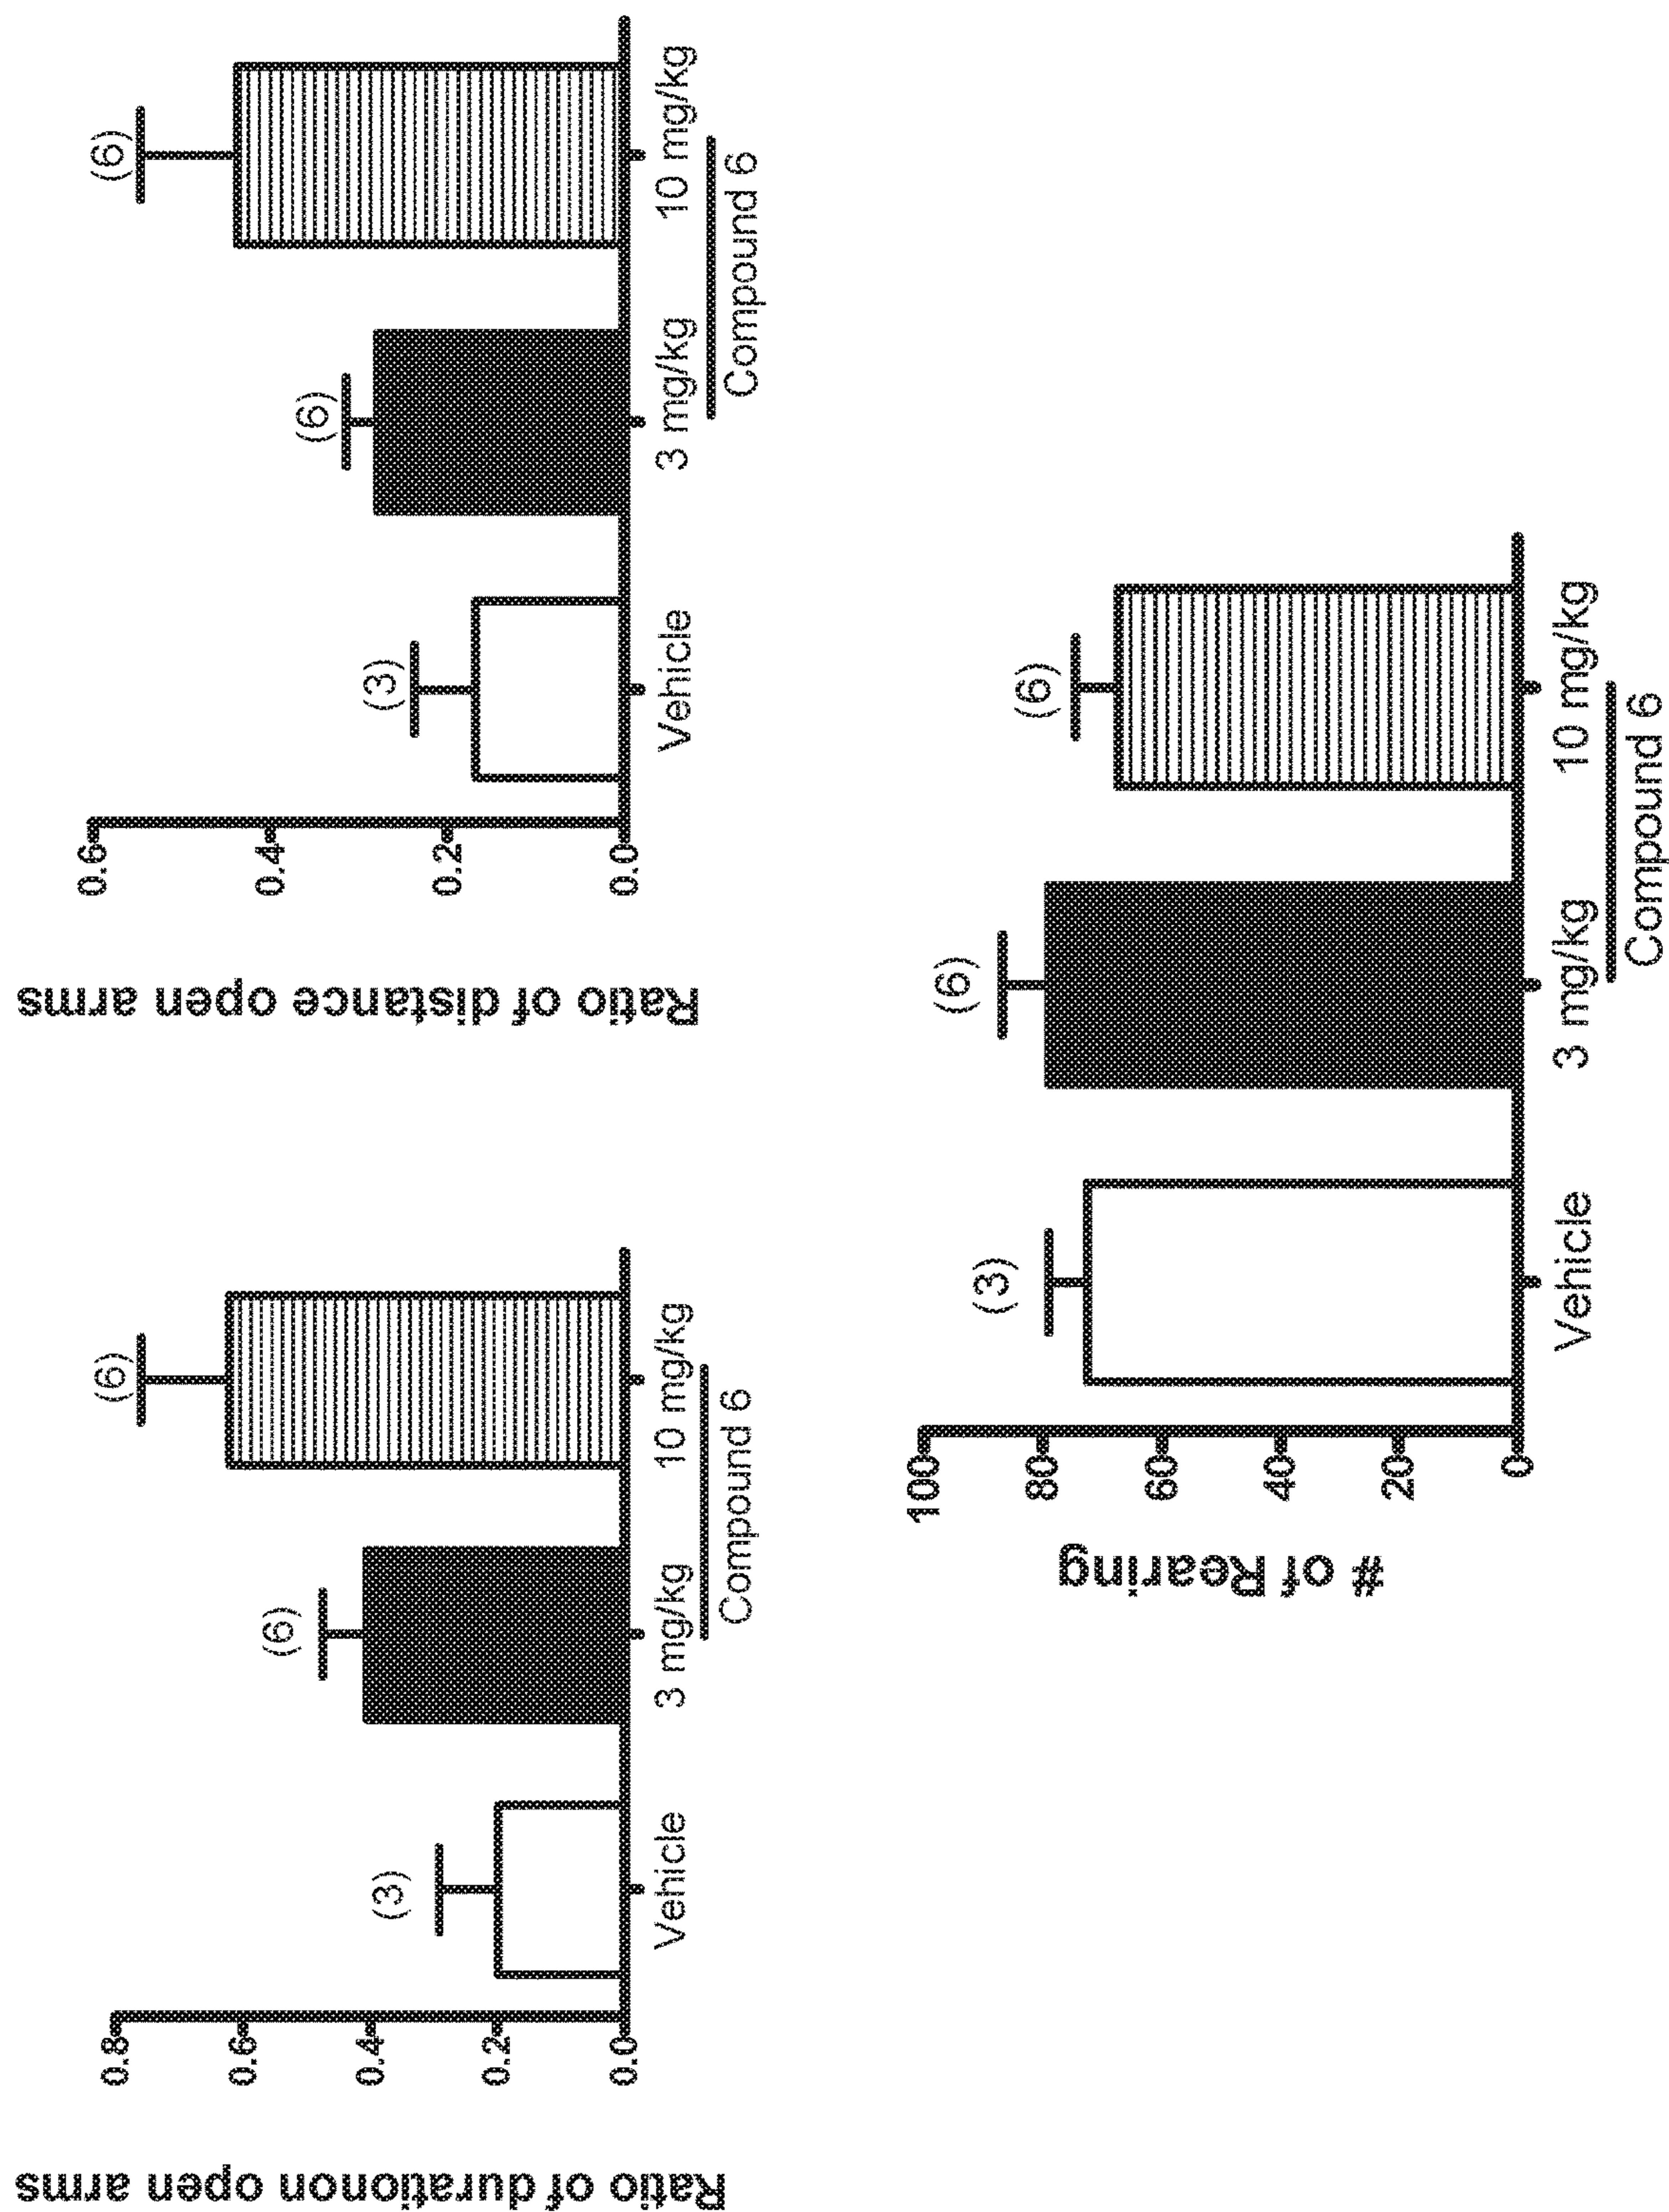 Ratio of durationon open arms
0.8
0.6
0.4
0.2
0.0
(3)
(6)
(6)
Vehicle
3 mg/kg
10 mg/kg
Compound 6
Ratio of distance open arms
0.6
0.4
0.2
0.0
(3)
(6)
(6)
Vehicle
3 mg/kg
10 mg/kg
Compound 6
# of Rearing
100
80
60
40
20
0
(3)
(6)
(6)
Vehicle
3 mg/kg
10 mg/kg
Compound 6